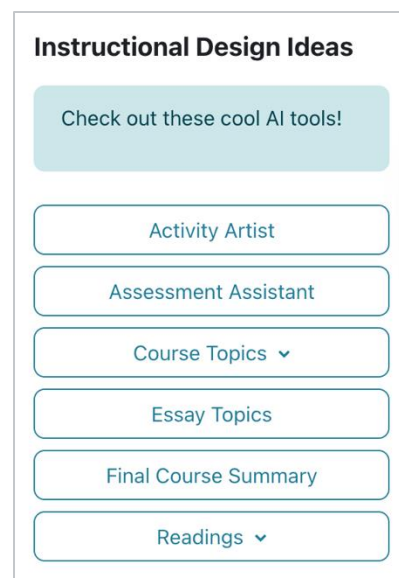 Instructional Design Ideas
Check out these cool AI tools!
Activity Artist
Assessment Assistant
Course Topics
Essay Topics
Final Course Summary
Readings